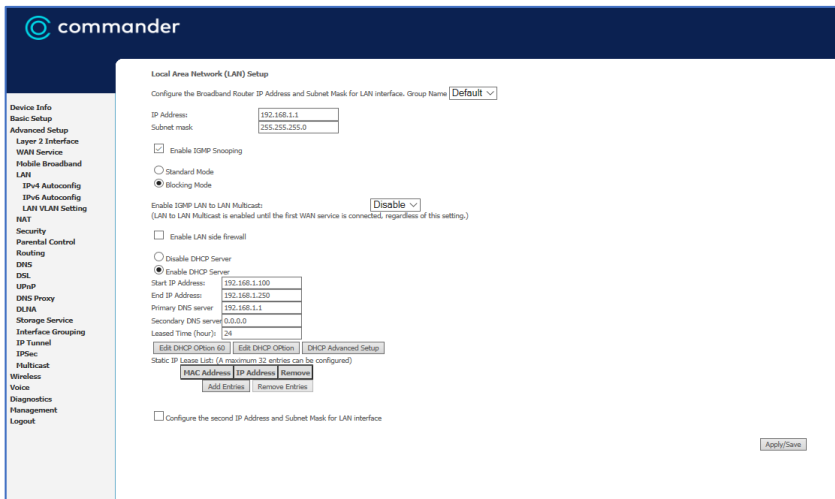 commander
Local Area Network (LAN) Setup
Configure the Broadband Router IP Address and Subnet Mask for LAN interface. Group Name Default
IP Address: 192.168.1.1
Subnet mask 255.255.255.0
Enable IGMP Snooping
Standard Mode
Blocking Mode
Enable IGMP LAN to LAN Multicast: Disable
(LAN to LAN Multicast is enabled until the first WAN service is connected, regardless of this setting.)
Enable LAN side firewall
Disable DHCP Server
Enable DHCP Server
Start IP Address: 192.168.1.100
End IP Address: 192.168.1.250
Primary DNS server 192.168.1.1
Secondary DNS server 0.0.0.0
Leased Time (hour): 24
Edit DHCP OPtion 60 Edit DHCP OPtion DHCP Advanced Setup
Static IP Lease List: (A maximum 32 entries can be configured)
MAC Address IP Address Remove
Add Entries Remove Entries
Configure the second IP Address and Subnet Mask for LAN interface
Apply/Save
Device Info
Basic Setup
Advanced Setup
Layer 2 Interface
WAN Service
Mobile Broadband
LAN
IPv4 Autoconfig
IPv6 Autoconfig
LAN VLAN Setting
NAT
Security
Parental Control
Routing
DNS
DSL
UPnP
DNS Proxy
DLNA
Storage Service
Interface Grouping
IP Tunnel
IPSec
Multicast
Wireless
Voice
Diagnostics
Management
Logout